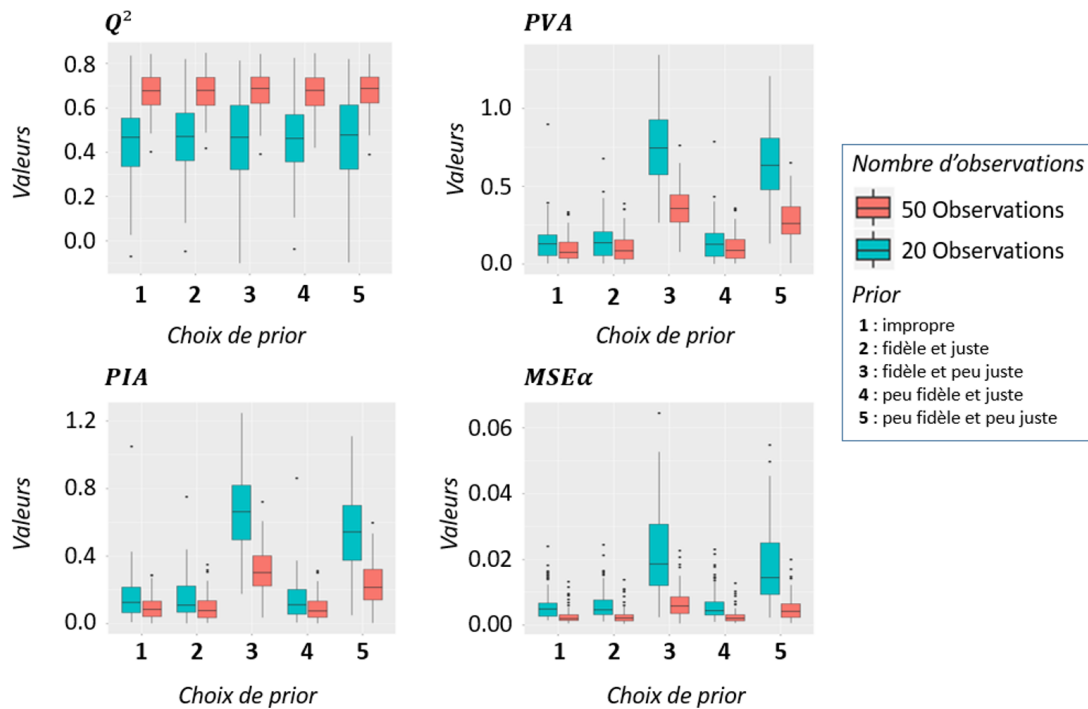 Q²
Valeurs
0.8
0.6
0.4
0.2
0.0
1 2 3 4 5
Choix de prior
PVA
Valeurs
1.0
0.5
0.0
1 2 3 4 5
Choix de prior
PIA
Valeurs
1.2
0.8
0.4
0.0
1 2 3 4 5
Choix de prior
MSEα
Valeurs
0.06
0.04
0.02
0.00
1 2 3 4 5
Choix de prior
Nombre d'observations
50 Observations
20 Observations
Prior
1 : impropre
2 : fidèle et juste
3 : fidèle et peu juste
4 : peu fidèle et juste
5 : peu fidèle et peu juste